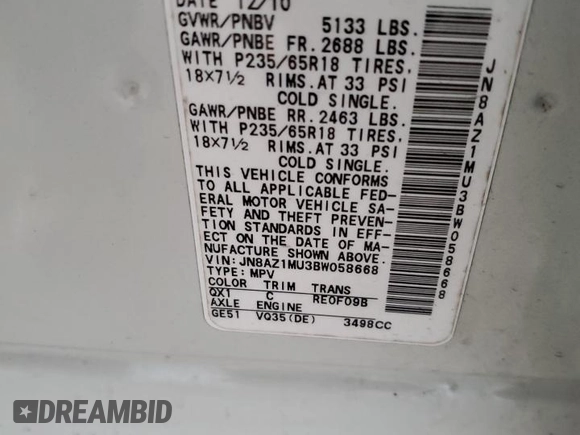 DATE 12/10
GVWR/PNBV 5133 LBS.
GAWR/PNBE FR. 2688 LBS.
WITH P235/65R18 TIRES,
18X7½ RIMS.AT 33 PSI
COLD SINGLE.
GAWR/PNBE RR. 2463 LBS.
WITH P235/65R18 TIRES,
18X7½ RIMS.AT 33 PSI
COLD SINGLE.
THIS VEHICLE CONFORMS
TO ALL APPLICABLE FED-
ERAL MOTOR VEHICLE SA-
FETY AND THEFT PREVEN-
TION STANDARDS IN EFF-
ECT ON THE DATE OF MA-
NUFACTURE SHOWN ABOVE.
VIN: JN8AZ1MU3BW058668
TYPE: MPV
COLOR TRIM TRANS
QX1 C RE0F09B
AXLE ENGINE
GE51 VQ35(DE) 3498CC
JN8AZ1MU3BW058668
DREAMBID